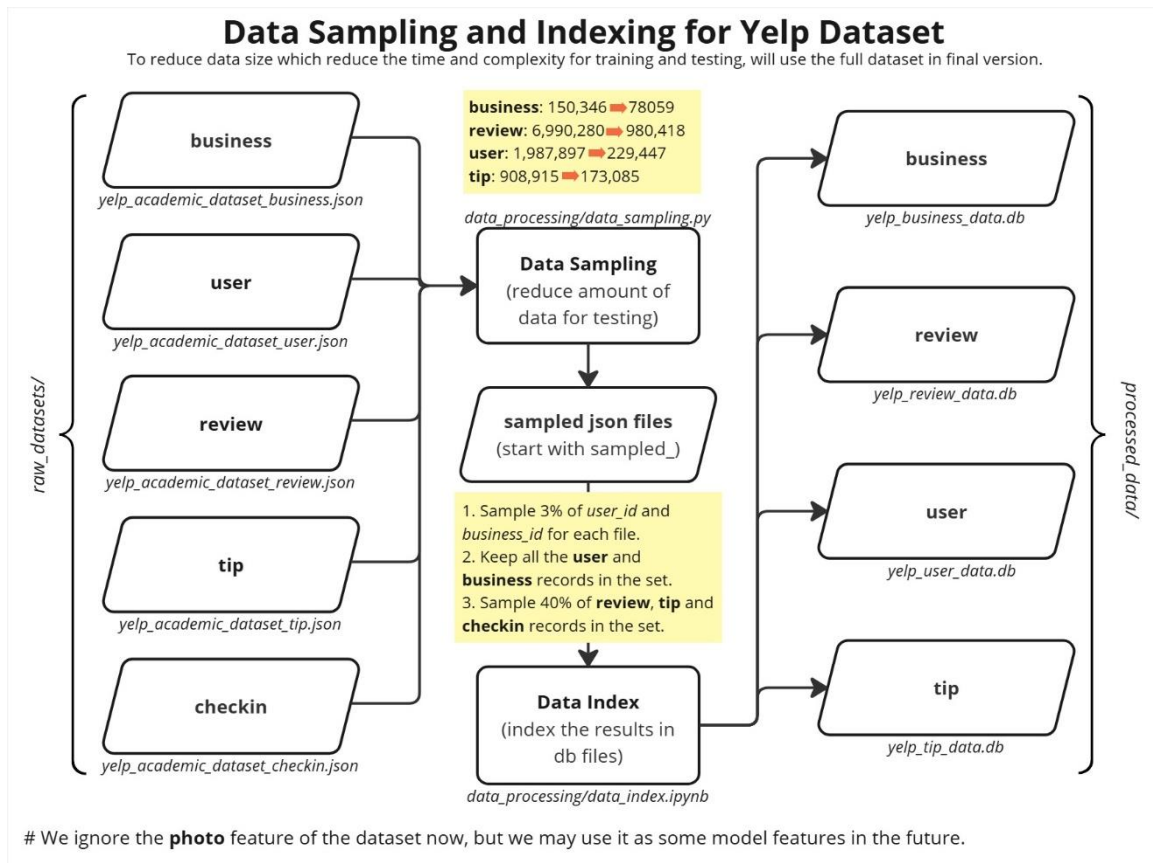 Data Sampling and Indexing for Yelp Dataset
To reduce data size which reduce the time and complexity for training and testing, will use the full dataset in final version.
raw_datasets/
business
yelp_academic_dataset_business.json
user
yelp_academic_dataset_user.json
review
yelp_academic_dataset_review.json
tip
yelp_academic_dataset_tip.json
checkin
yelp_academic_dataset_checkin.json
business: 150,346 ➡ 78059
review: 6,990,280 ➡ 980,418
user: 1,987,897 ➡ 229,447
tip: 908,915 ➡ 173,085
data_processing/data_sampling.py
Data Sampling
(reduce amount of
data for testing)
sampled json files
(start with sampled_)
1. Sample 3% of user_id and
business_id for each file.
2. Keep all the user and
business records in the set.
3. Sample 40% of review, tip and
checkin records in the set.
Data Index
(index the results in
db files)
data_processing/data_index.ipynb
business
yelp_business_data.db
review
yelp_review_data.db
user
yelp_user_data.db
tip
yelp_tip_data.db
processed_data/
# We ignore the photo feature of the dataset now, but we may use it as some model features in the future.